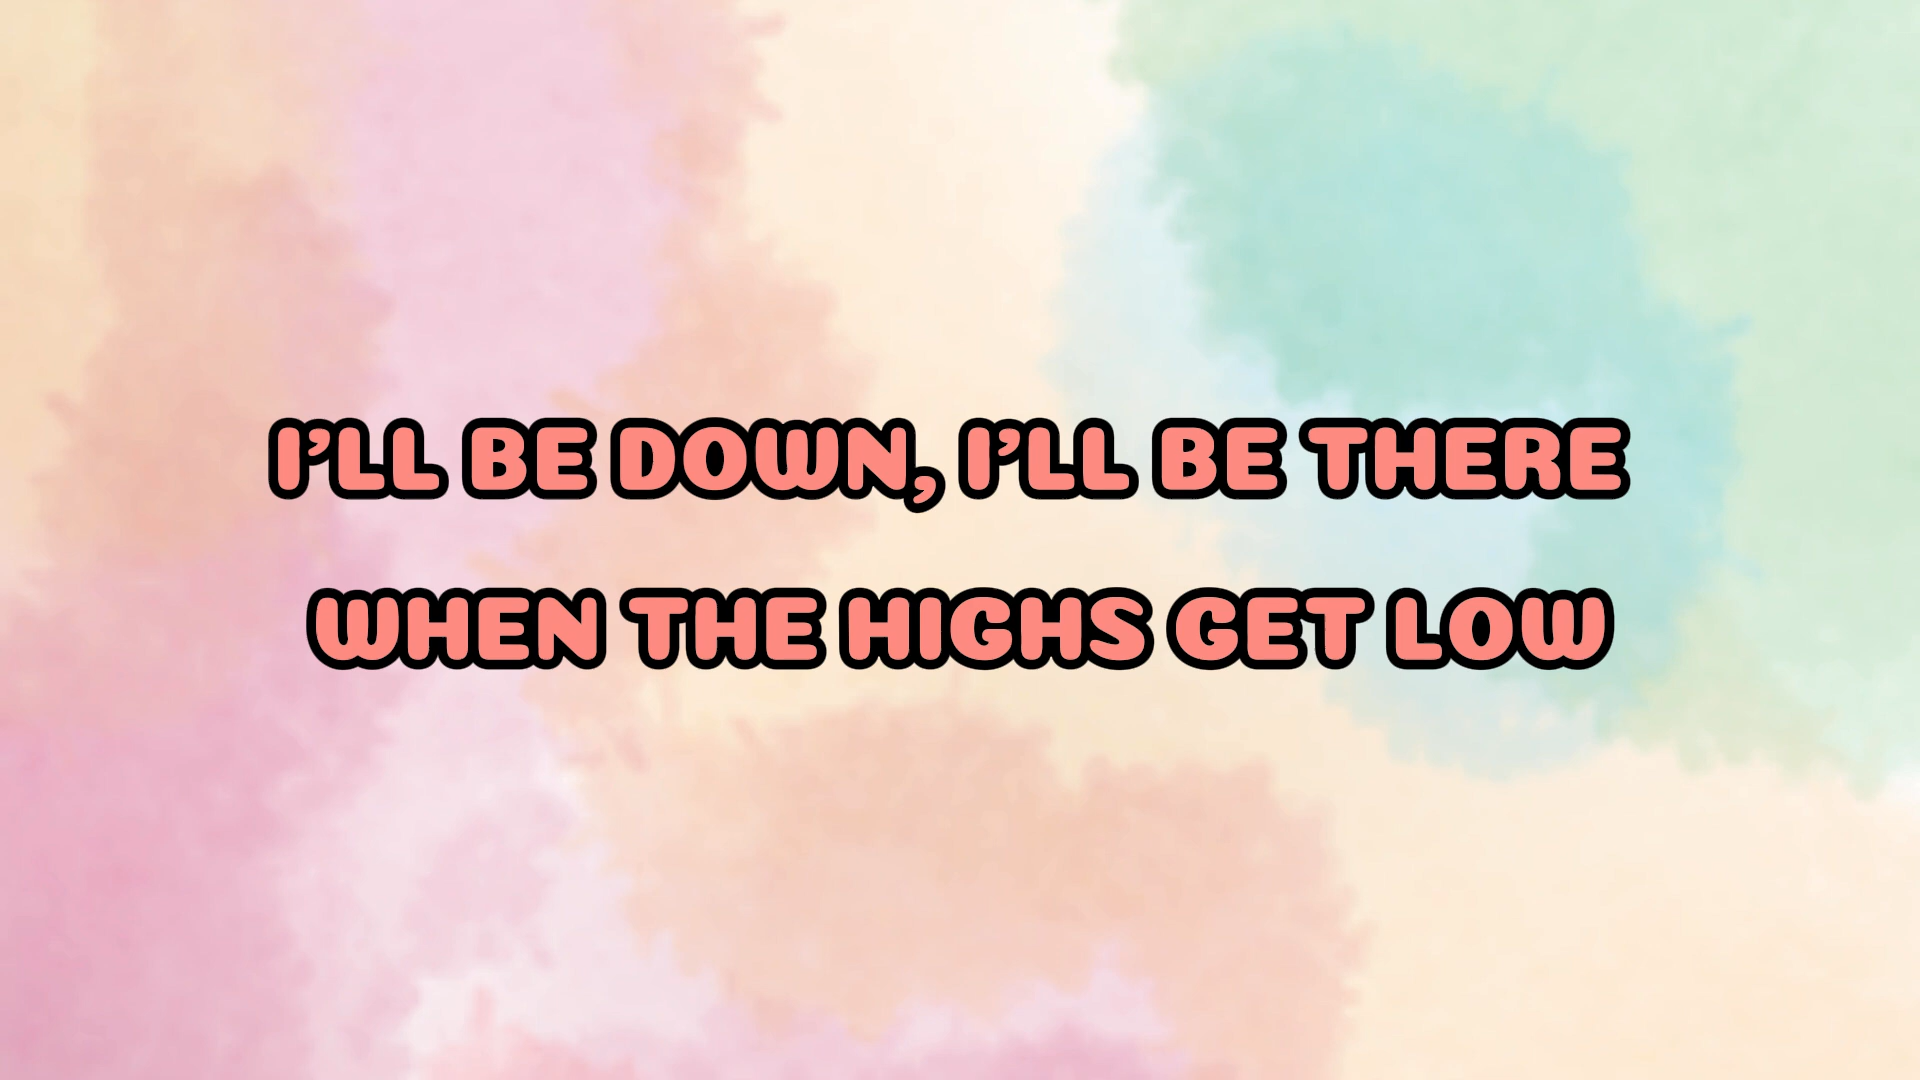 I’LL BE DOWN, I’LL BE THERE
WHEN THE HIGHS GET LOW